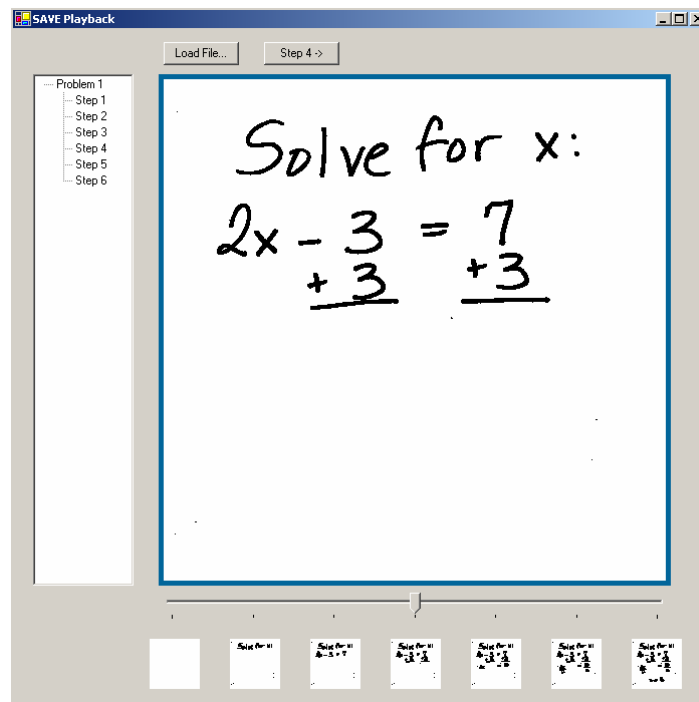 SAVE Playback
Load File...
Step 4 ->
Problem 1
Step 1
Step 2
Step 3
Step 4
Step 5
Step 6
Solve for x:
2x - 3 = 7
+ 3 +3